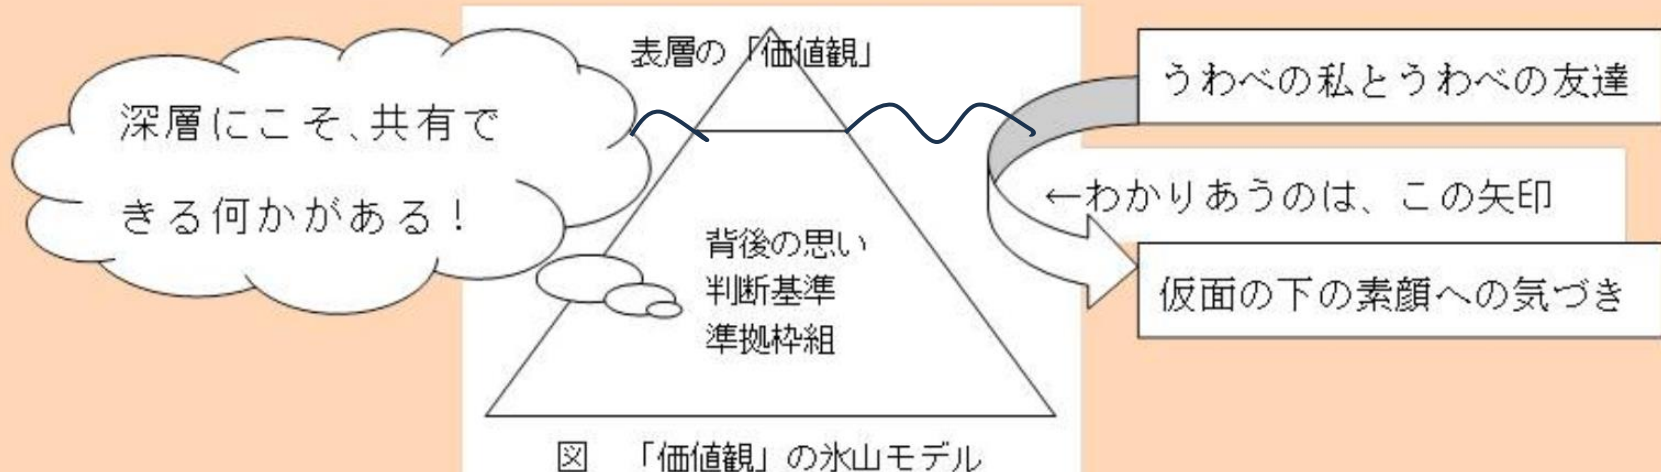 表層の「価値観」
深層にこそ、共有で
きる何かがある！
背後の思い
判断基準
準拠枠組
うわべの私とうわべの友達
←わかりあうのは、この矢印
仮面の下の素顔への気づき
図　「価値観」の氷山モデル